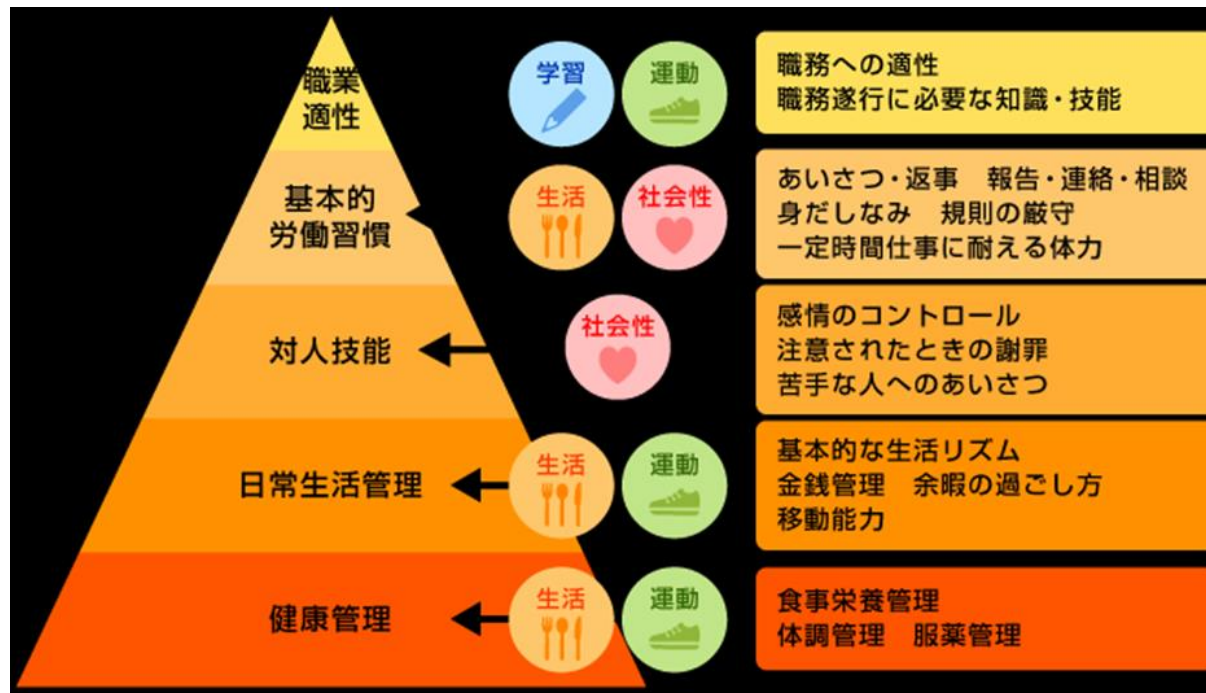 職業
適性
学習
運動
職務への適性
職務遂行に必要な知識・技能
基本的
労働習慣
生活
社会性
あいさつ・返事　報告・連絡・相談
身だしなみ　規則の厳守
一定時間仕事に耐える体力
対人技能
社会性
感情のコントロール
注意されたときの謝罪
苦手な人へのあいさつ
日常生活管理
生活
運動
基本的な生活リズム
金銭管理　余暇の過ごし方
移動能力
健康管理
生活
運動
食事栄養管理
体調管理　服薬管理